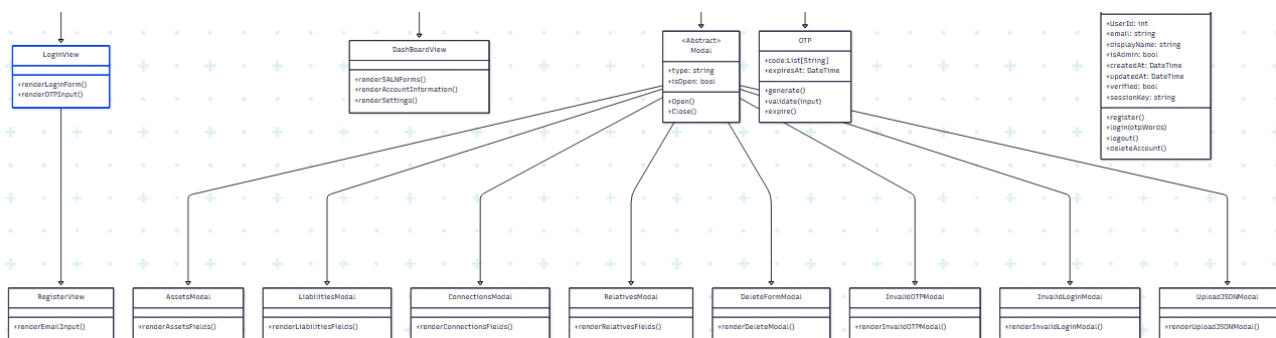 LoginView
+renderLoginForm()
+renderOTPInput()
DashBoardView
+renderSALNForms()
+renderAccountInformation()
+renderSettings()
«Abstract»
Modal
+type: string
+isOpen: bool
+Open()
+Close()
OTP
+code:List[String]
+expiresAt: DateTime
+generate()
+validate(input)
+expire()
+UserId: int
+email: string
+displayName: string
+isAdmin: bool
+createdAt: DateTime
+updatedAt: DateTime
+verified: bool
+sessionKey: string
+register()
+login(otpWords)
+logout()
+deleteAccount()
RegisterView
+renderEmailInput()
AssetsModal
+renderAssetsFields()
LiabilitiesModal
+renderLiabilitiesFields()
ConnectionsModal
+renderConnectionsFields()
RelativesModal
+renderRelativesFields()
DeleteFormModal
+renderDeleteModal()
InvalidOTPModal
+renderInvalidOTPModal()
InvalidLoginModal
+renderInvalidLoginModal()
UploadJSONModal
+renderUploadJSONModal()